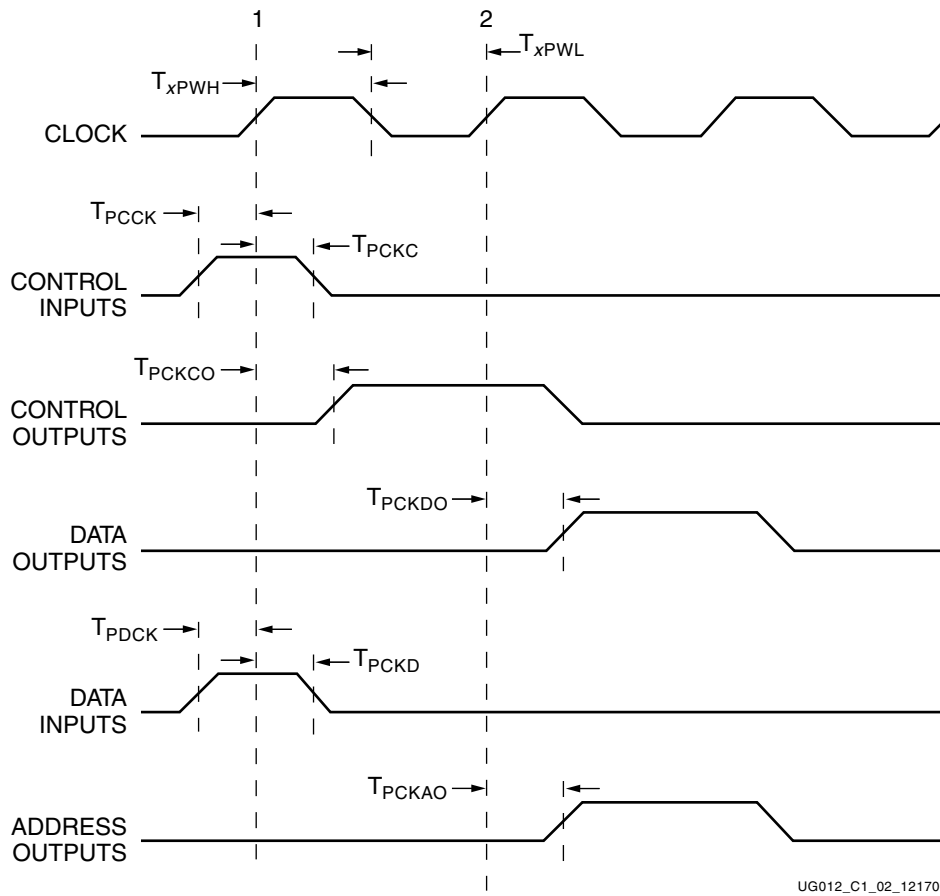 1 2
TxPWL
TxPWH
CLOCK
TPCCK
TPCKC
CONTROL
INPUTS
TPCKCO
CONTROL
OUTPUTS
TPCKDO
DATA
OUTPUTS
TPDCK
TPCKD
DATA
INPUTS
TPCKAO
ADDRESS
OUTPUTS
UG012_C1_02_12170